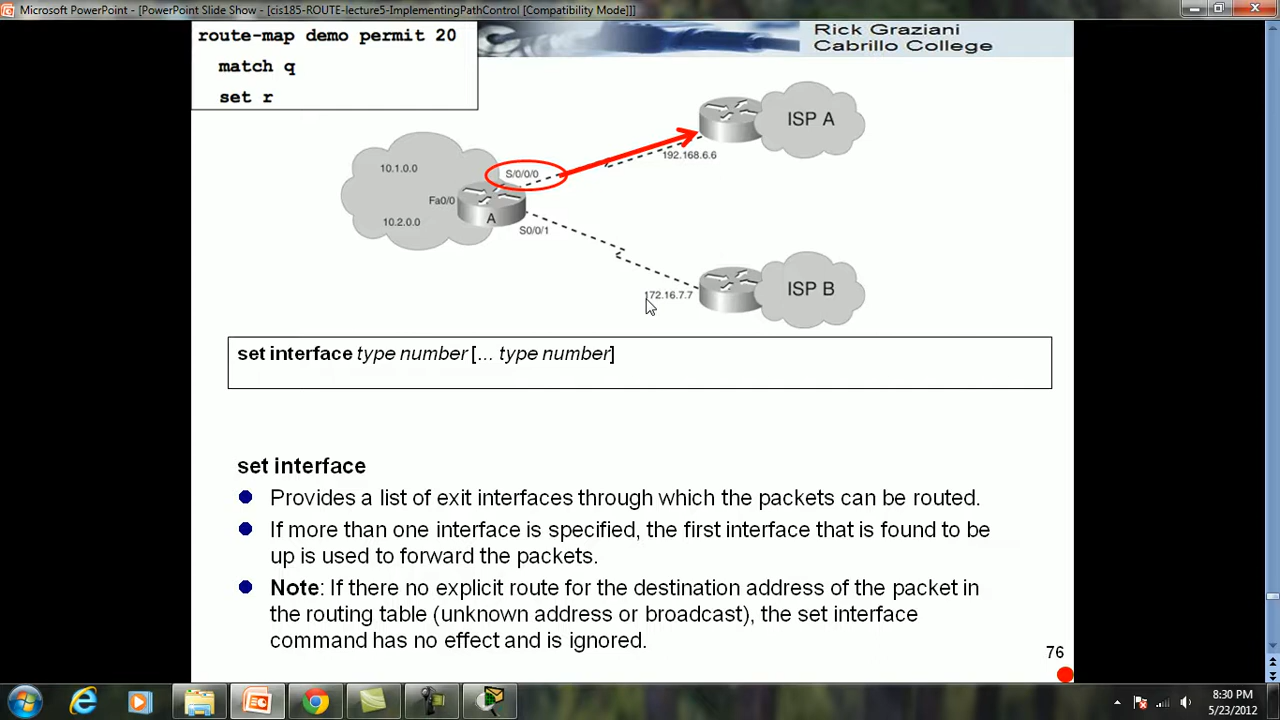 Microsoft PowerPoint - [PowerPoint Slide Show - [cis185-ROUTE-lecture5-ImplementingPathControl [Compatibility Mode]]]
route-map demo permit 20
match q
set r
Rick Graziani
Cabrillo College
ISP A
192.168.6.6
10.1.0.0
S/0/0/0
Fa0/0
10.2.0.0
A
S0/0/1
ISP B
172.16.7.7
set interface type number [... type number]
set interface
Provides a list of exit interfaces through which the packets can be routed.
If more than one interface is specified, the first interface that is found to be
up is used to forward the packets.
Note: If there no explicit route for the destination address of the packet in
the routing table (unknown address or broadcast), the set interface
command has no effect and is ignored.
76
8:30 PM
5/23/2012